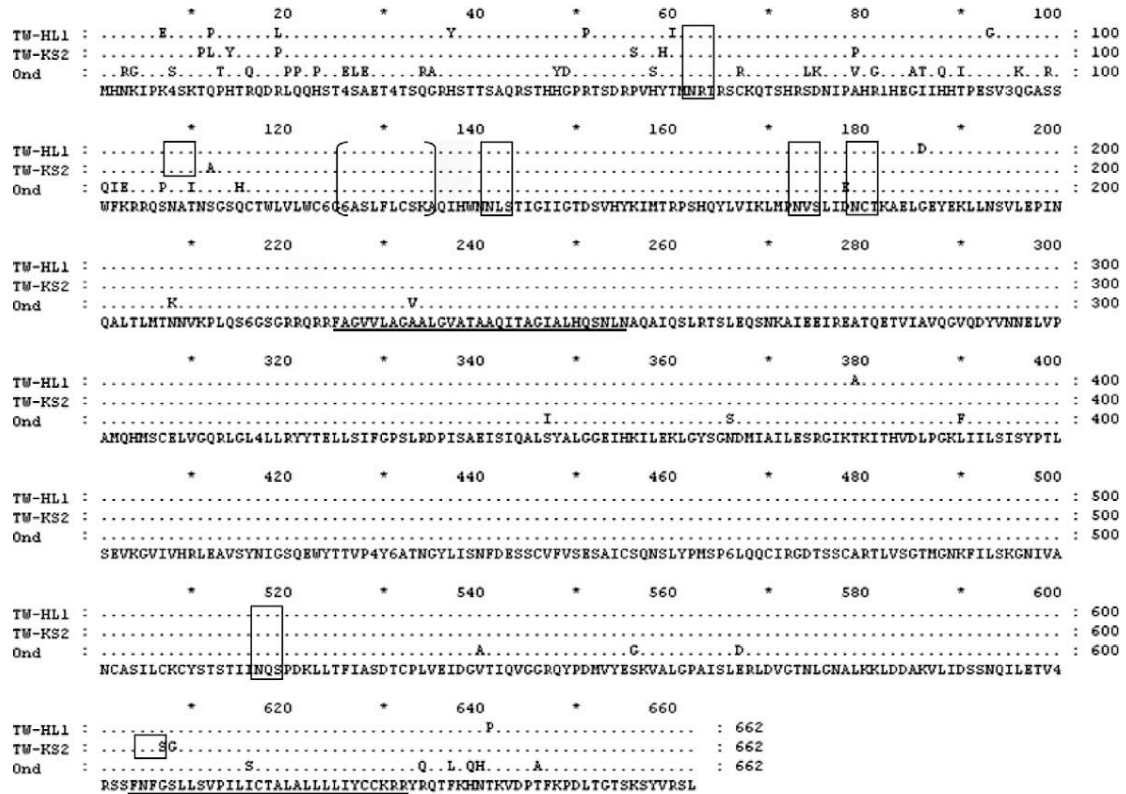 *        20         *        40         *        60         *        80         *       100
TW-HL1 : ......E....P......L.................Y.............P........I................................G....... : 100
TW-KS2 : ..........PL.Y....P....................................S..H...................P..................... : 100
Ond : ..RG...S....T..Q...PP.P..ELE.....RA............YD........S........R.......LK..V.G...AT.Q.I.....K..R. : 100
MHNKIPK4SKTQPHTRQDRLQQHST4SAET4TSQGRHSTTSAQRSTHHGPRTSDRPVHYTMNRTRSCKQTSHRSDNIPAHR1HEGIIHHTPESV3QGASS
* 120 * 140 * 160 * 180 * 200
TW-HL1 : .....................................................................................D.............. : 200
TW-KS2 : ...........A........................................................................................ : 200
Ond : QIE...P..I....H..............................................................E...................... : 200
WFKRRQSNATNSGSQCTWLVLWC6G6ASLFLCSKAQIHWNNLSTIGIIGTDSVHYKIMTRPSHQYLVIKLMPNVSLIDNCTKAELGEYEKLLNSVLEPIN
* 220 * 240 * 260 * 280 * 300
TW-HL1 : .................................................................................................... : 300
TW-KS2 : .................................................................................................... : 300
Ond : .......K........................V................................................................... : 300
QALTLMTNNVKPLQS6GSGRRQRRFAGVVLAGAALGVATAAQITAGIALHQSNLNAQAIQSLRTSLEQSNKAIEEIREATQETVIAVQGVQDYVNNELVP
* 320 * 340 * 360 * 380 * 400
TW-HL1 : ..............................................................................A..................... : 400
TW-KS2 : .................................................................................................... : 400
Ond : ..............................................I..................S.......................F.......... : 400
AMQHMSCELVGQRLGL4LLRYYTELLSIFGPSLRDPISAEISIQALSYALGGEIHKILEKLGYSGNDMIAILESRGIKTKITHVDLPGKLIILSISYPTL
* 420 * 440 * 460 * 480 * 500
TW-HL1 : .................................................................................................... : 500
TW-KS2 : .................................................................................................... : 500
Ond : .................................................................................................... : 500
SEVKGVIVHRLEAVSYNIGSQEWYTTVP4Y6ATNGYLISNFDESSCVFVSESAICSQNSLYPMSP6LQQCIRGDTSSCARTLVSGTMGNKFILSKGNIVA
* 520 * 540 * 560 * 580 * 600
TW-HL1 : .................................................................................................... : 600
TW-KS2 : .................................................................................................... : 600
Ond : .......................................A...............G..........D................................. : 600
NCASILCKCYSTSTIINQSPDKLLTFIASDTCPLVEIDGVTIQVGGRQYPDMVYESKVALGPAISLERLDVGTNLGNALKKLDDAKVLIDSSNQILETV4
* 620 * 640 * 660
TW-HL1 : ........................................P..................... : 662
TW-KS2 : ......SG...................................................... : 662
Ond : ...............S.................Q..L.QH.....A................ : 662
RSSFNFGSLLSVPILICTALALLLLIYCCKRRYRQTFKHNTKVDPTFKPDLTGTSKSYVRSL